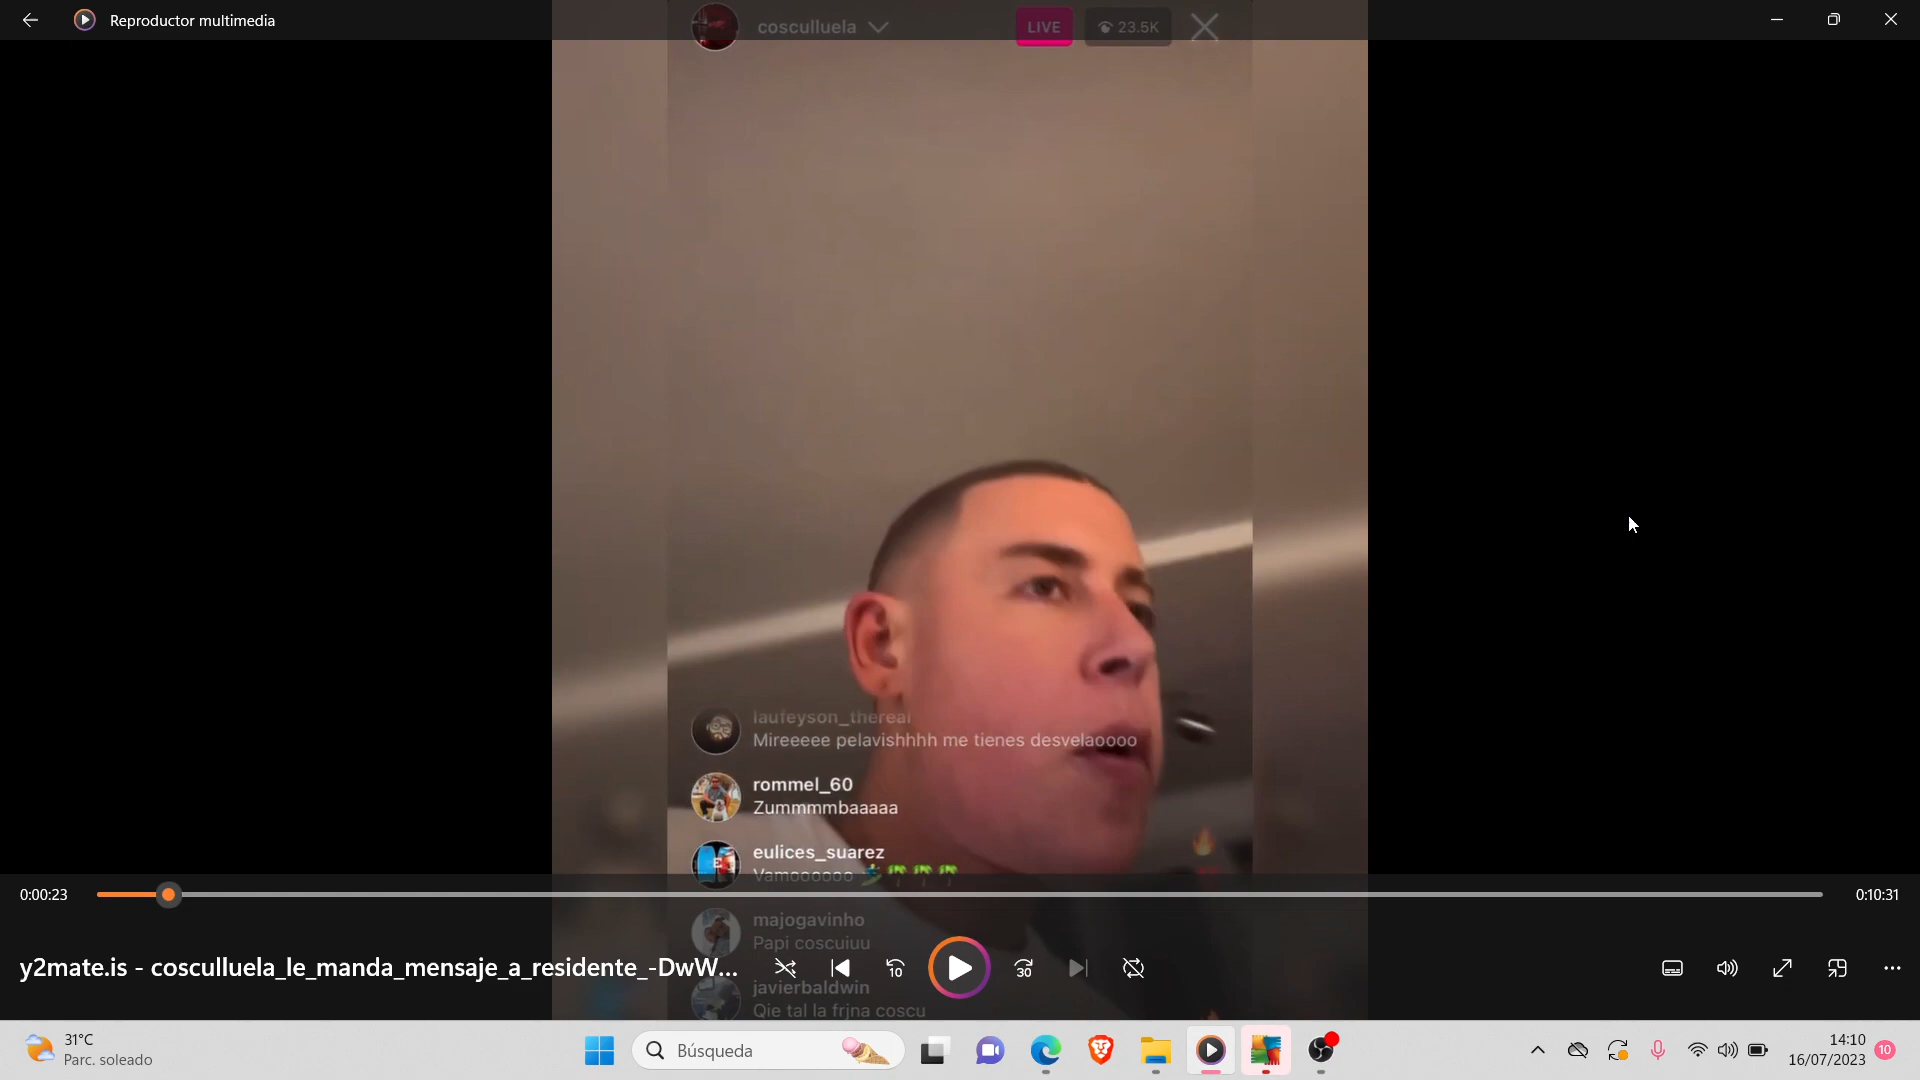 Reproductor multimedia
cosculluela
LIVE
23.5K
laufeyson_thereal
Mireeeee pelavishhhh me tienes desvelaoooo
rommel_60
Zummmmbaaaaa
eulices_suarez
Vamoooooo
0:00:23
0:10:31
majogavinho
Papi coscuiuu
y2mate.is - cosculluela_le_manda_mensaje_a_residente_-DwW...
10
30
javierbaldwin
Qie tal la frjna coscu
31°C
Parc. soleado
Búsqueda
14:10
16/07/2023
10